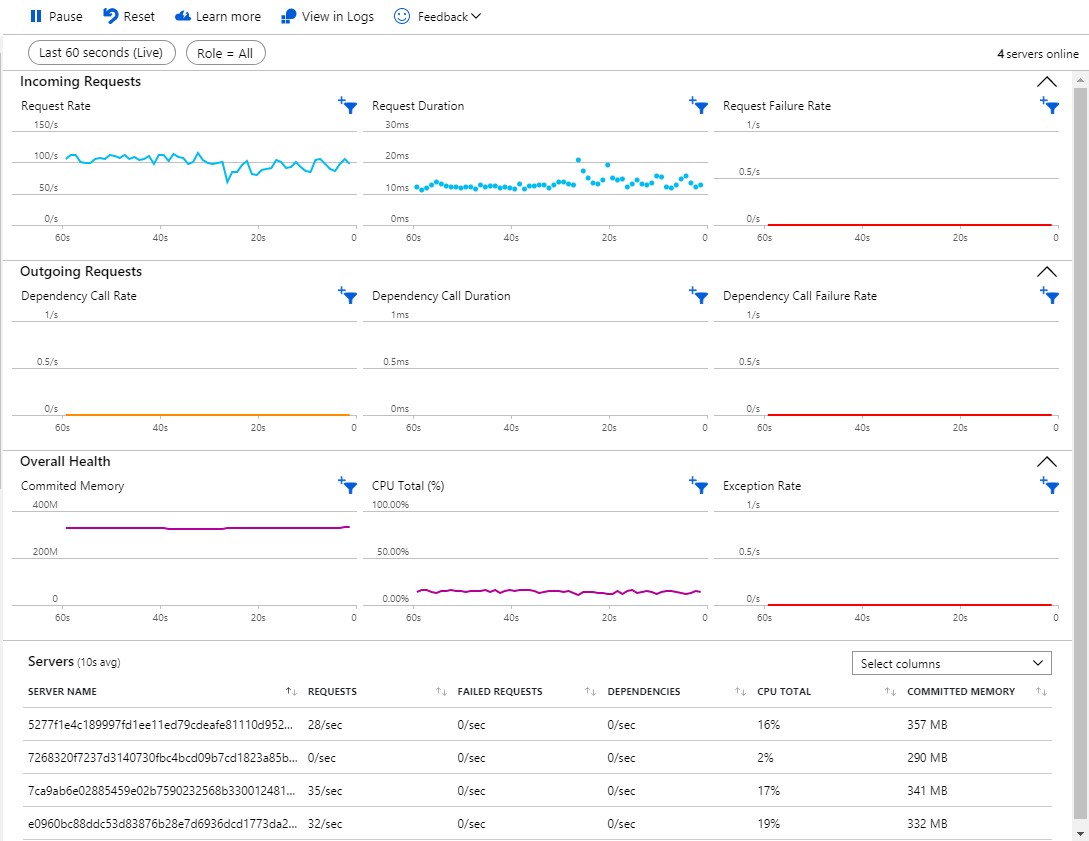 Pause Reset Learn more View in Logs Feedback
Last 60 seconds (Live) Role = All 4 servers online
Incoming Requests
Request Rate Request Duration Request Failure Rate
150/s 30ms 1/s
100/s 20ms
0.5/s
50/s 10ms
0/s 0ms 0/s
60s 40s 20s 0 60s 40s 20s 0 60s 40s 20s 0
Outgoing Requests
Dependency Call Rate Dependency Call Duration Dependency Call Failure Rate
1/s 1ms 1/s
0.5/s 0.5ms 0.5/s
0/s 0ms 0/s
60s 40s 20s 0 60s 40s 20s 0 60s 40s 20s 0
Overall Health
Commited Memory CPU Total (%) Exception Rate
400M 100.00% 1/s
200M 50.00% 0.5/s
0 0.00% 0/s
60s 40s 20s 0 60s 40s 20s 0 60s 40s 20s 0
Servers (10s avg) Select columns
SERVER NAME REQUESTS FAILED REQUESTS DEPENDENCIES CPU TOTAL COMMITTED MEMORY
5277f1e4c189997fd1ee11ed79cdeafe81110d952... 28/sec 0/sec 0/sec 16% 357 MB
7268320f7237d3140730fbc4bcd09b7cd1823a85b... 0/sec 0/sec 0/sec 2% 290 MB
7ca9ab6e02885459e02b7590232568b330012481... 35/sec 0/sec 0/sec 17% 341 MB
e0960bc88ddc53d83876b28e7d6936dcd1773da2... 32/sec 0/sec 0/sec 19% 332 MB